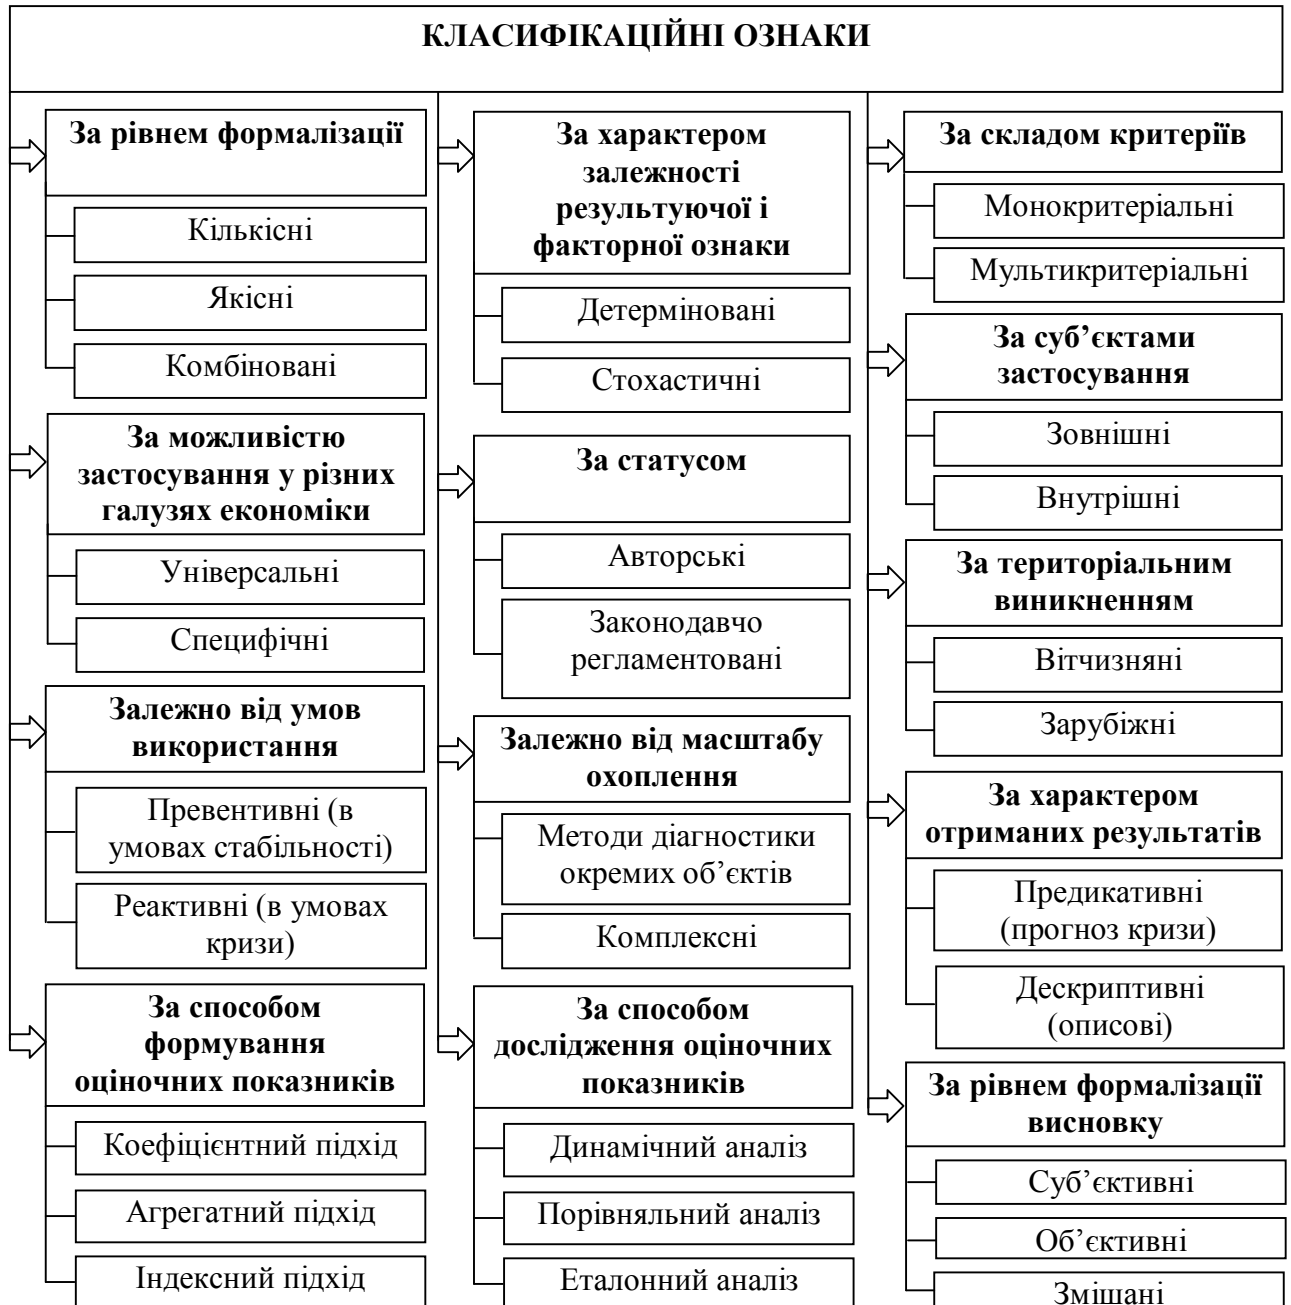 КЛАСИФІКАЦІЙНІ ОЗНАКИ
За рівнем формалізації
Кількісні
Якісні
Комбіновані
За можливістю
застосування у різних
галузях економіки
Універсальні
Специфічні
Залежно від умов
використання
Превентивні (в
умовах стабільності)
Реактивні (в умовах
кризи)
За способом
формування
оціночних показників
Коефіцієнтний підхід
Агрегатний підхід
Індексний підхід
За характером
залежності
результуючої і
факторної ознаки
Детерміновані
Стохастичні
За статусом
Авторські
Законодавчо
регламентовані
Залежно від масштабу
охоплення
Методи діагностики
окремих об’єктів
Комплексні
За способом
дослідження оціночних
показників
Динамічний аналіз
Порівняльний аналіз
Еталонний аналіз
За складом критеріїв
Монокритеріальні
Мультикритеріальні
За суб’єктами
застосування
Зовнішні
Внутрішні
За територіальним
виникненням
Вітчизняні
Зарубіжні
За характером
отриманих результатів
Предикативні
(прогноз кризи)
Дескриптивні
(описові)
За рівнем формалізації
висновку
Суб’єктивні
Об’єктивні
Змішані